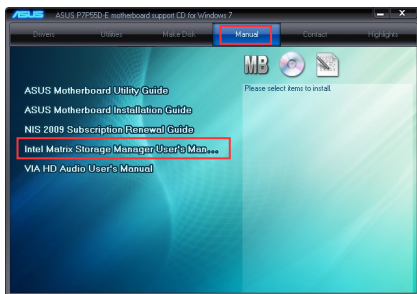 ASUS ASUS P7P55D-E motherboard support CD for Windows 7
Drivers Utilities Make Disk Manual Contact Highlights
MB
Please select items to install.
ASUS Motherboard Utility Guide
ASUS Motherboard Installation Guide
NIS 2009 Subscription Renewal Guide
Intel Matrix Storage Manager User's Man...
VIA HD Audio User's Manual